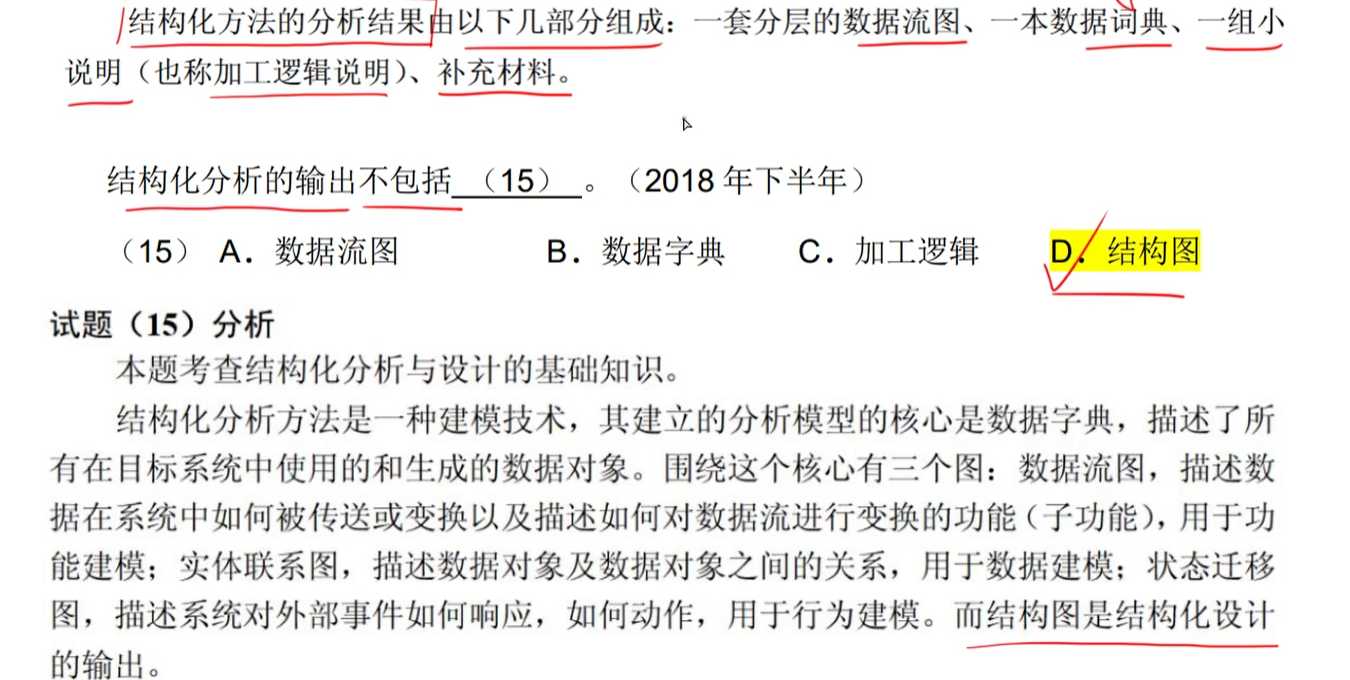 结构化方法的分析结果由以下几部分组成：一套分层的数据流图、一本数据词典、一组小
说明（也称加工逻辑说明）、补充材料。
结构化分析的输出不包括（15）。（2018 年下半年）
（15） A．数据流图 B．数据字典 C．加工逻辑 D．结构图
试题（15）分析
本题考查结构化分析与设计的基础知识。
结构化分析方法是一种建模技术，其建立的分析模型的核心是数据字典，描述了所
有在目标系统中使用的和生成的数据对象。围绕这个核心有三个图：数据流图，描述数
据在系统中如何被传送或变换以及描述如何对数据流进行变换的功能（子功能），用于功
能建模；实体联系图，描述数据对象及数据对象之间的关系，用于数据建模；状态迁移
图，描述系统对外部事件如何响应，如何动作，用于行为建模。而结构图是结构化设计
的输出。